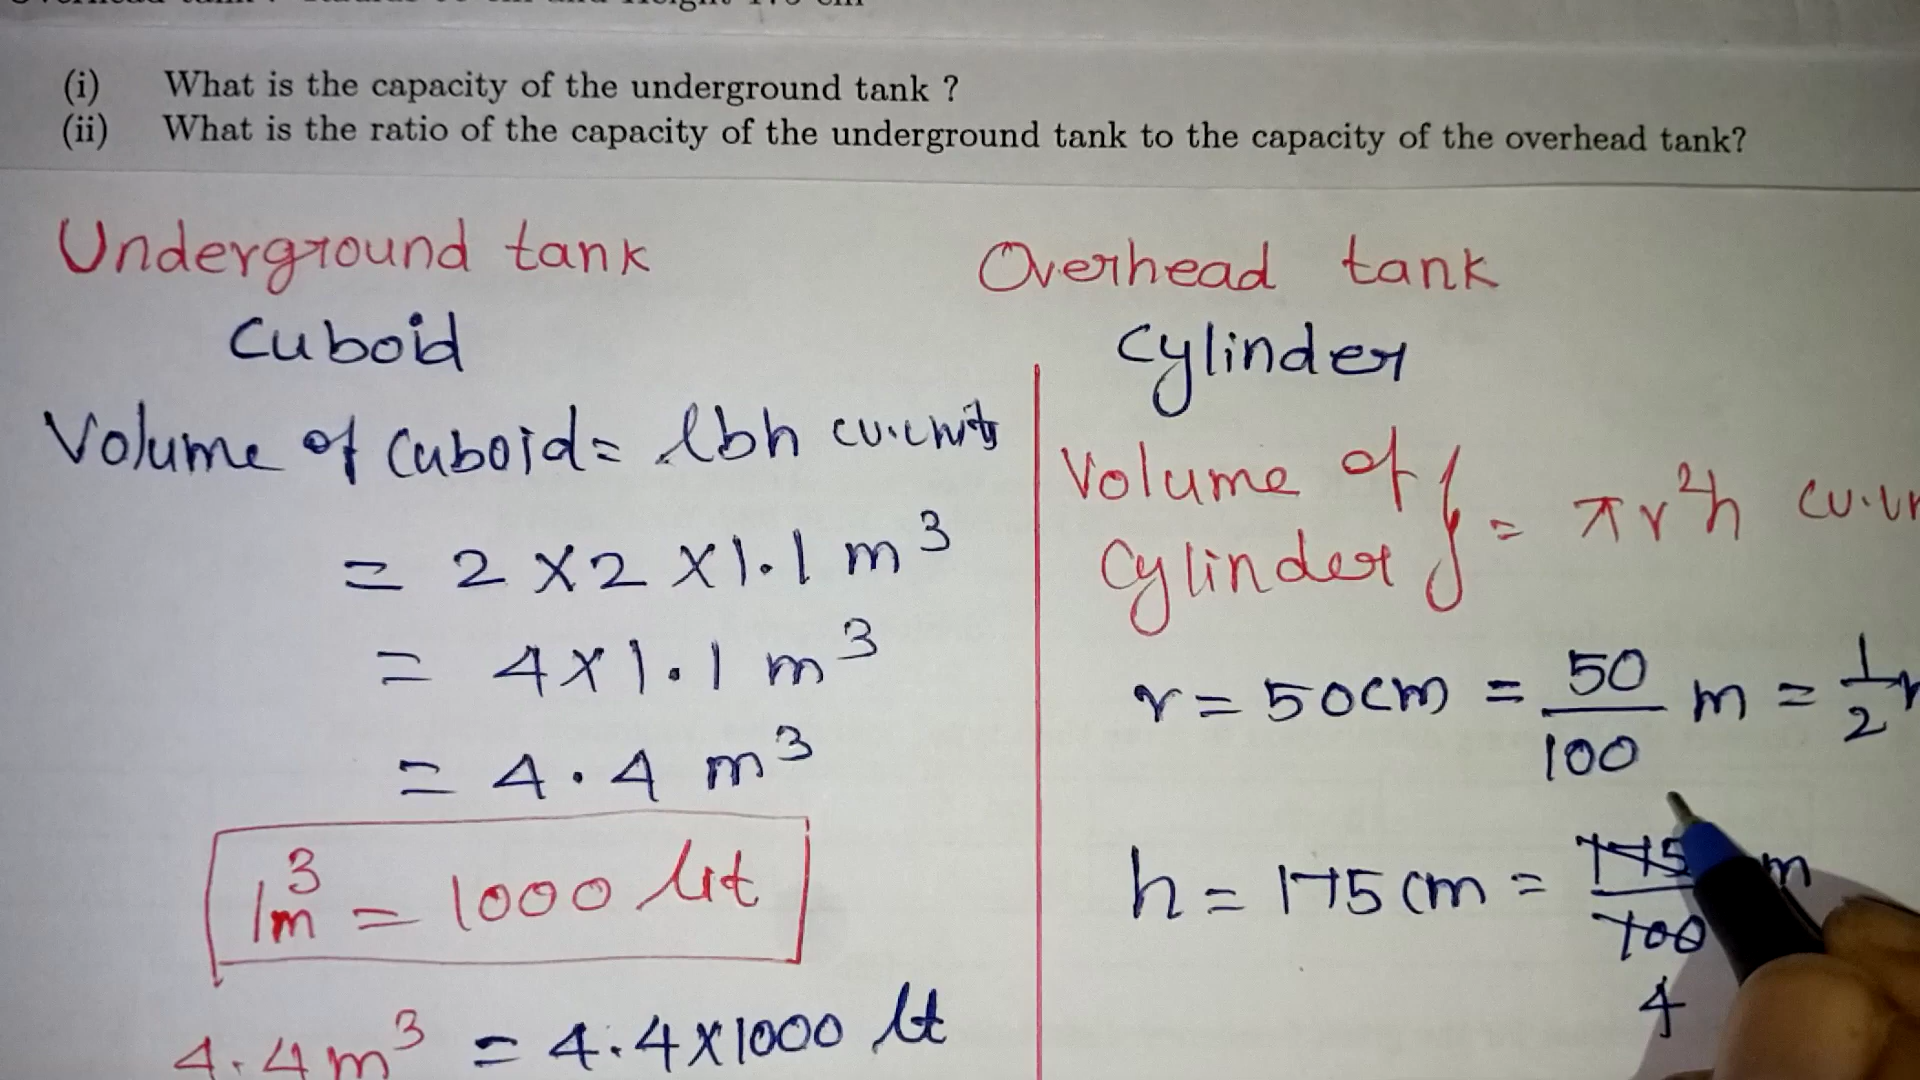 (i) What is the capacity of the underground tank ?
(ii) What is the ratio of the capacity of the underground tank to the capacity of the overhead tank?
Underground tank
Cuboid
Volume of Cuboid = lbh cu.units
= 2 × 2 × 1.1 m³
= 4 × 1.1 m³
= 4.4 m³
1m³ = 1000 lit
4.4m³ = 4.4×1000 lt
Overhead tank
Cylinder
Volume of
Cylinder } = πr²h
r = 50cm = 50/100 m = 1/2
h = 175cm = 175/100 m
4